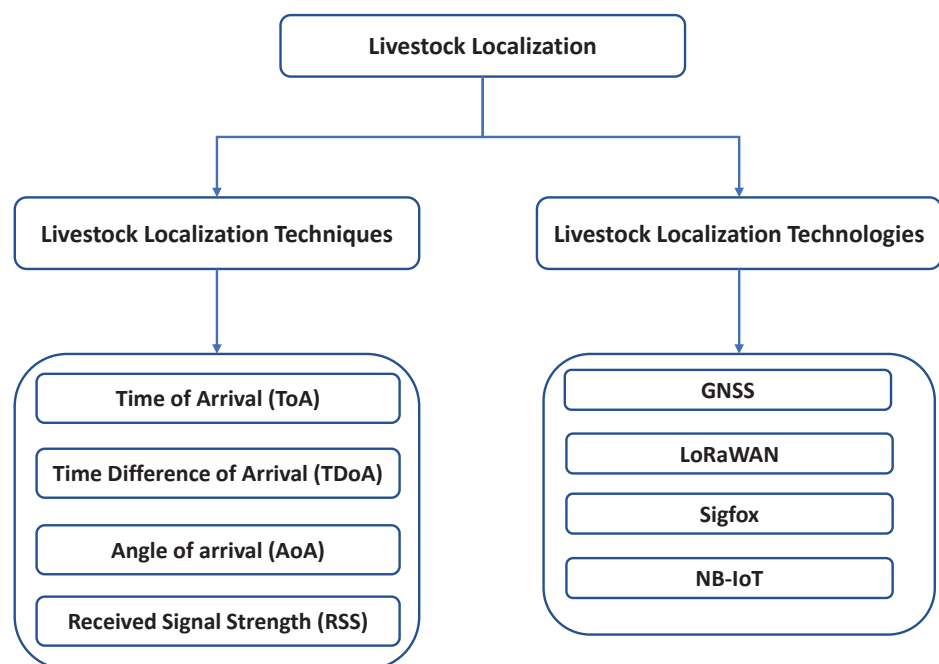 Livestock Localization
Livestock Localization Techniques
Livestock Localization Technologies
Time of Arrival (ToA)
Time Difference of Arrival (TDoA)
Angle of arrival (AoA)
Received Signal Strength (RSS)
GNSS
LoRaWAN
Sigfox
NB-IoT